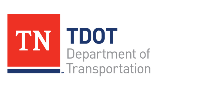 TN
TDOT
Department of
Transportation